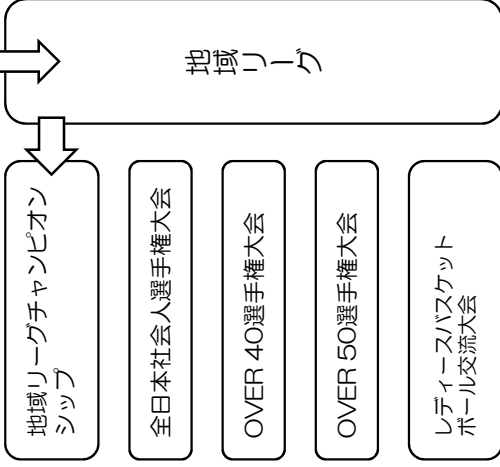 地域リーグ
地域リーグチャンピオン
シップ
全日本社会人選手権大会
OVER 40選手権大会
OVER 50選手権大会
レディースバスケット
ボール交流大会